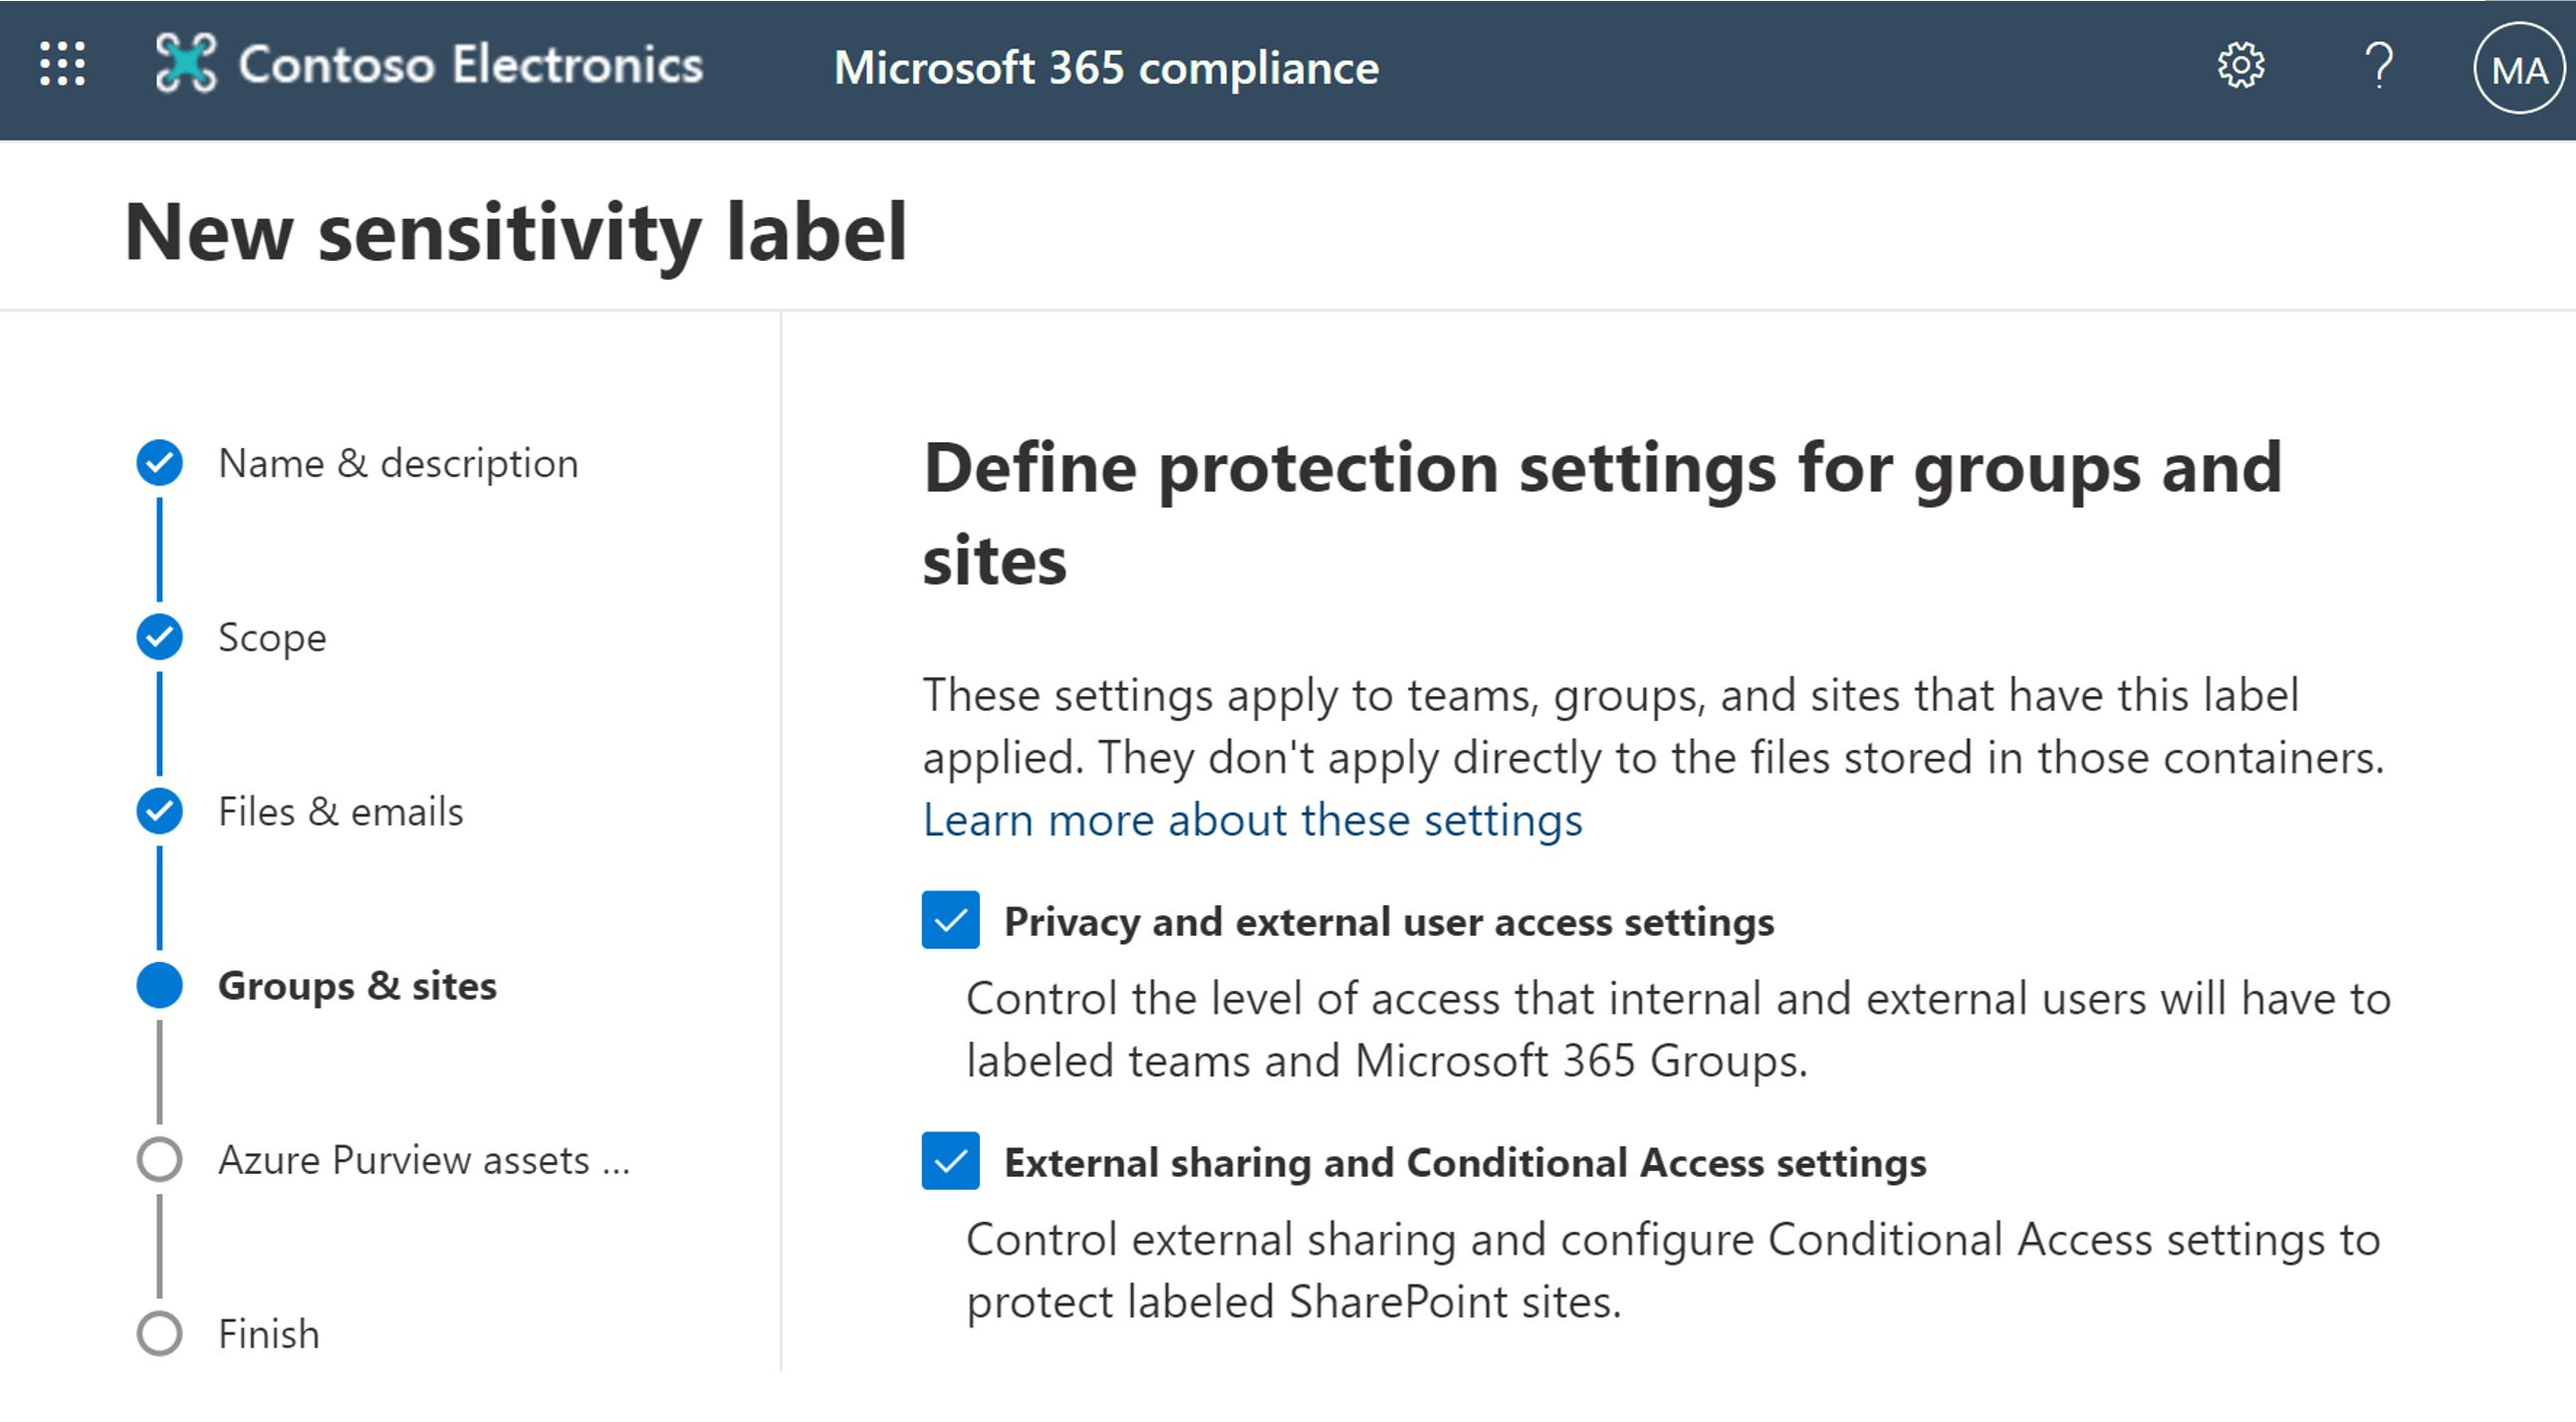 Contoso Electronics
Microsoft 365 compliance
?
MA
New sensitivity label
Name & description
Scope
Files & emails
Groups & sites
Azure Purview assets ...
Finish
Define protection settings for groups and
sites
These settings apply to teams, groups, and sites that have this label
applied. They don't apply directly to the files stored in those containers.
Learn more about these settings
Privacy and external user access settings
Control the level of access that internal and external users will have to
labeled teams and Microsoft 365 Groups.
External sharing and Conditional Access settings
Control external sharing and configure Conditional Access settings to
protect labeled SharePoint sites.